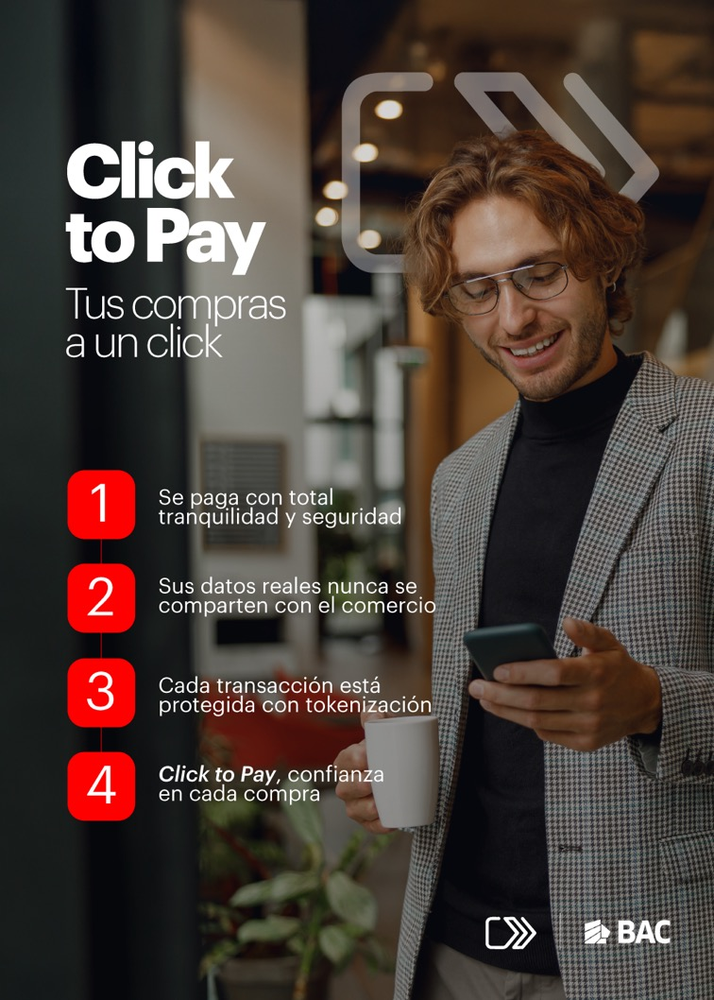 Click
to Pay
Tus compras
a un click
1
Se paga con total
tranquilidad y seguridad
2
Sus datos reales nunca se
comparten con el comercio
3
Cada transacción está
protegida con tokenización
4
Click to Pay, confianza
en cada compra
BAC